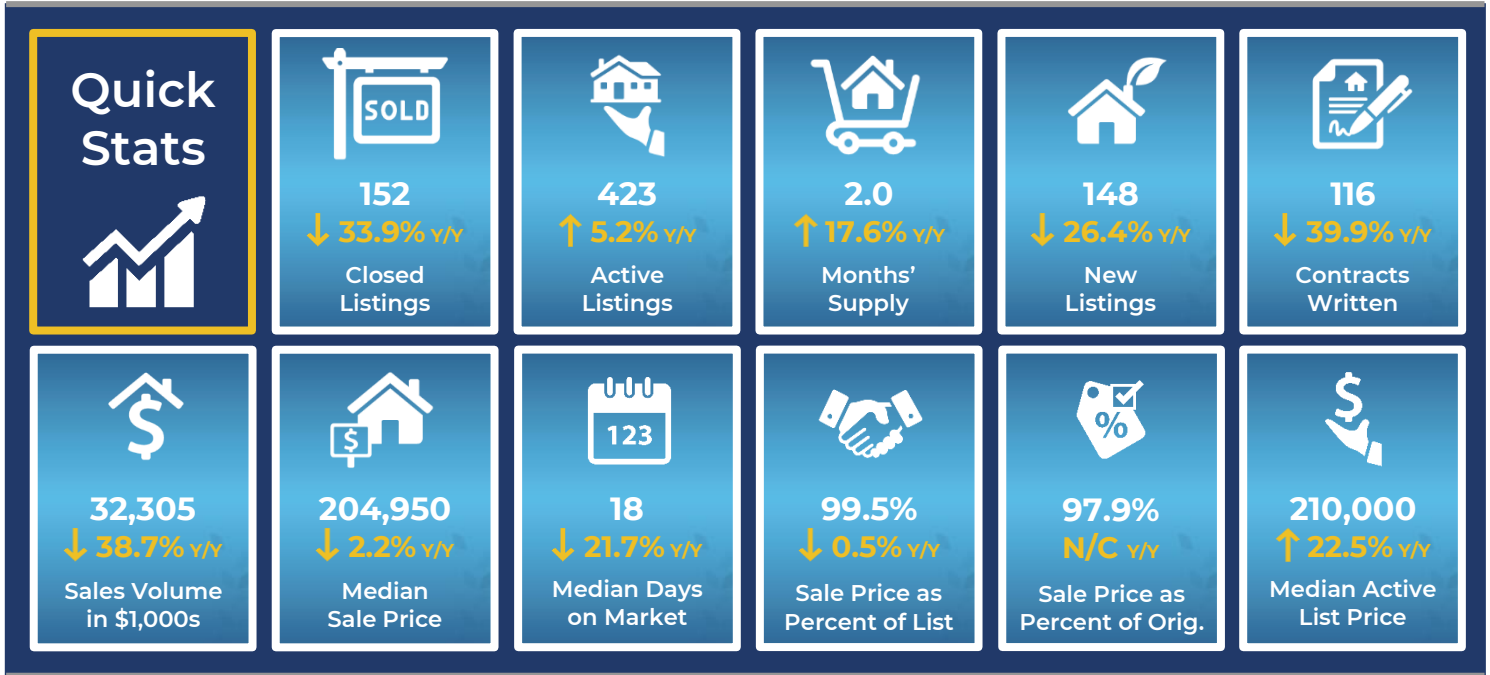 Quick
Stats
SOLD
152
↓ 33.9% Y/Y
Closed
Listings
423
↑ 5.2% Y/Y
Active
Listings
2.0
↑ 17.6% Y/Y
Months’
Supply
148
↓ 26.4% Y/Y
New
Listings
116
↓ 39.9% Y/Y
Contracts
Written
$
32,305
↓ 38.7% Y/Y
Sales Volume
in $1,000s
$
204,950
↓ 2.2% Y/Y
Median
Sale Price
123
18
↓ 21.7% Y/Y
Median Days
on Market
99.5%
↓ 0.5% Y/Y
Sale Price as
Percent of List
%
97.9%
N/C Y/Y
Sale Price as
Percent of Orig.
$
210,000
↑ 22.5% Y/Y
Median Active
List Price